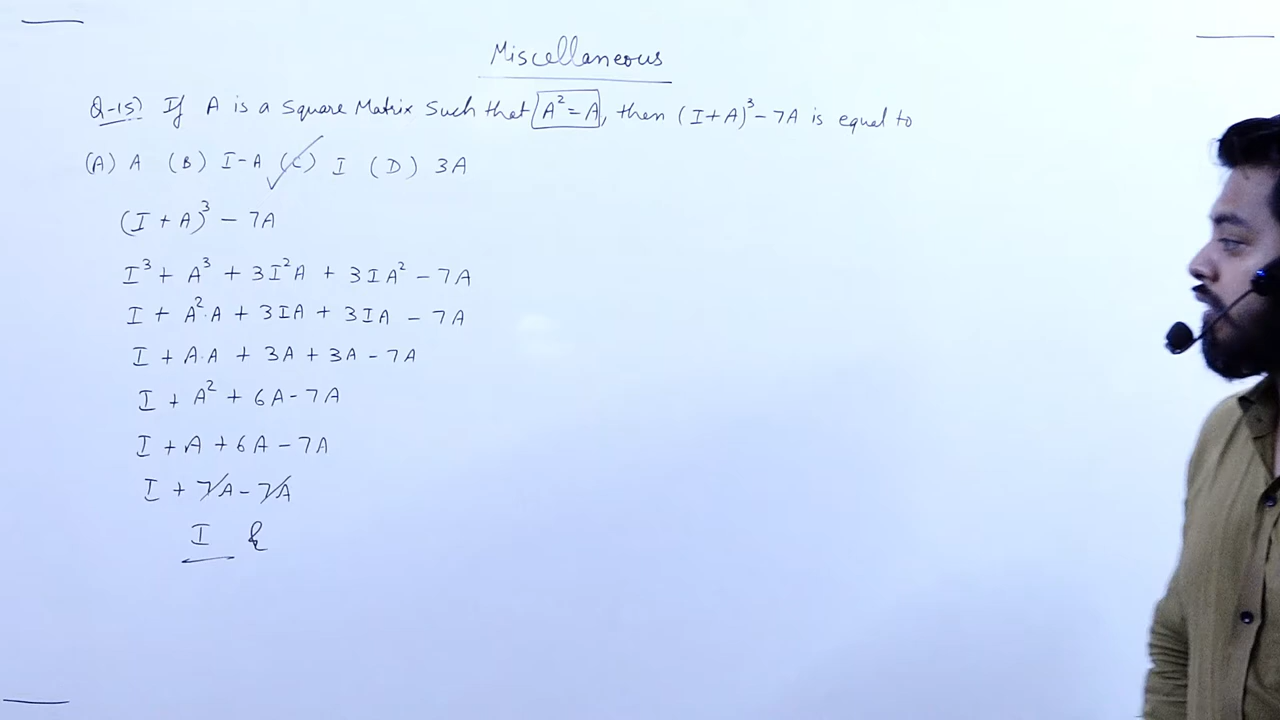 Miscellaneous
Q-15) If A is a Square Matrix Such that A² = A, then (I+A)³ - 7A is equal to
(A) A (B) I-A (C) I (D) 3A
(I + A)³ - 7A
I³ + A³ + 3I²A + 3IA² - 7A
I + A².A + 3IA + 3IA - 7A
I + A.A + 3A + 3A - 7A
I + A² + 6A - 7A
I + A + 6A - 7A
I + 7A - 7A
I